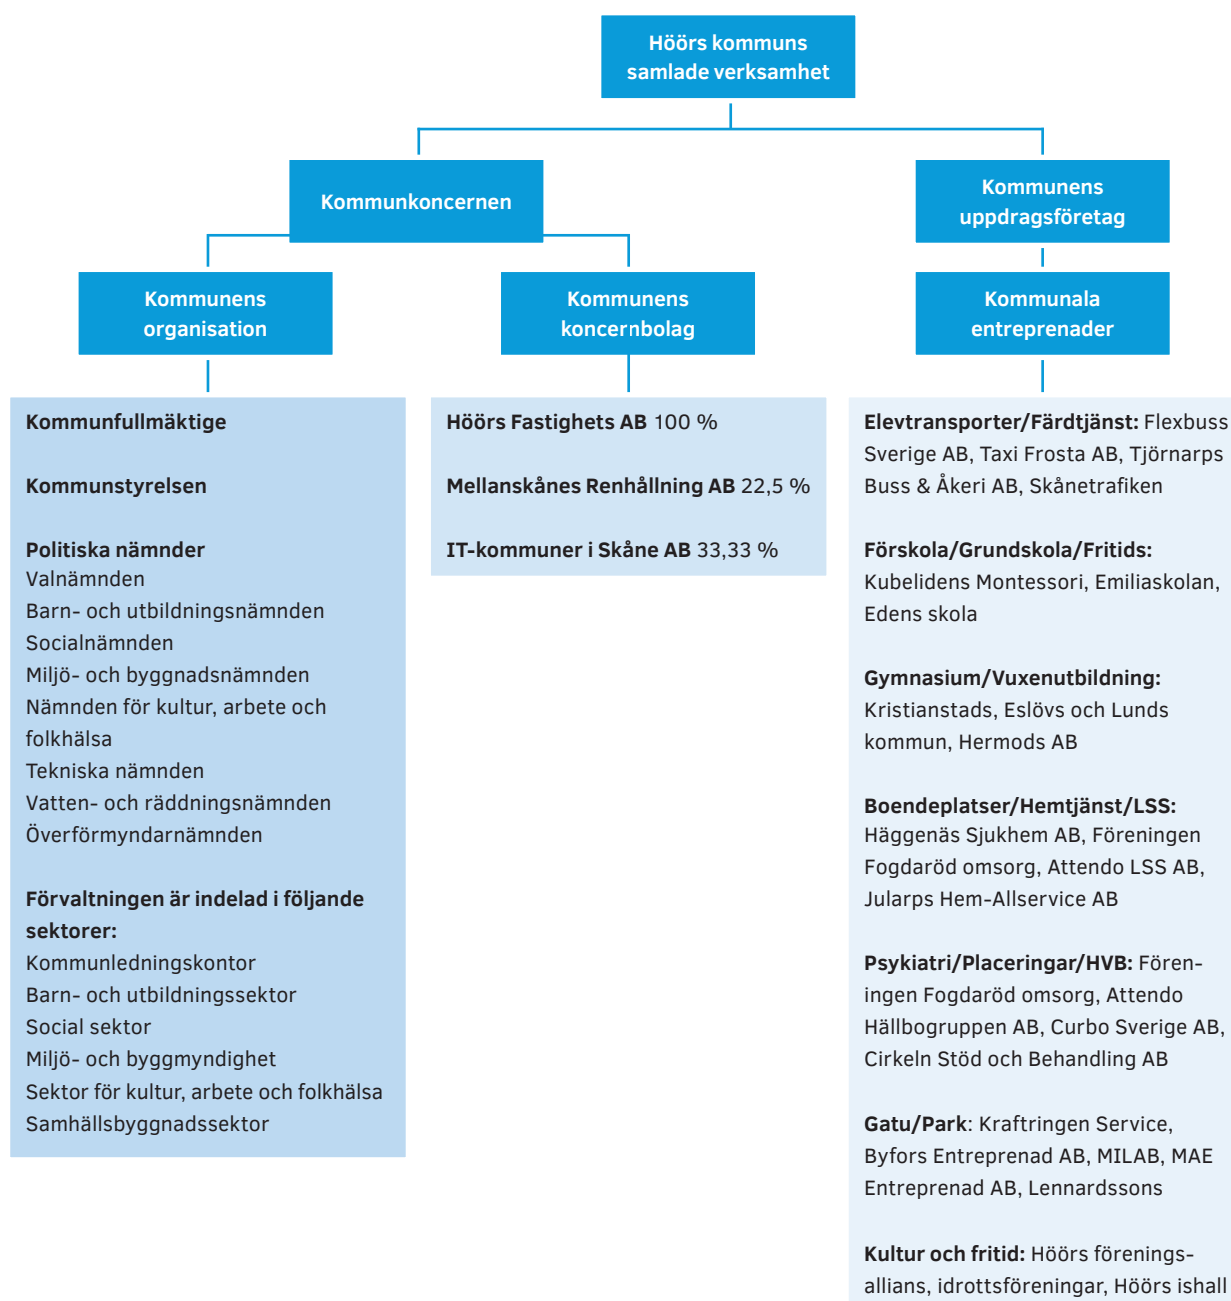 Höörs kommuns
samlade verksamhet
Kommunkoncernen
Kommunens
uppdragsföretag
Kommunens
organisation
Kommunens
koncernbolag
Kommunala
entreprenader
Kommunfullmäktige
Kommunstyrelsen
Politiska nämnder
Valnämnden
Barn- och utbildningsnämnden
Socialnämnden
Miljö- och byggnadsnämnden
Nämnden för kultur, arbete och
folkhälsa
Tekniska nämnden
Vatten- och räddningsnämnden
Överförmyndarnämnden
Förvaltningen är indelad i följande
sektorer:
Kommunledningskontor
Barn- och utbildningssektor
Social sektor
Miljö- och byggmyndighet
Sektor för kultur, arbete och folkhälsa
Samhällsbyggnadssektor
Höörs Fastighets AB 100 %
Mellanskånes Renhållning AB 22,5 %
IT-kommuner i Skåne AB 33,33 %
Elevtransporter/Färdtjänst: Flexbuss
Sverige AB, Taxi Frosta AB, Tjörnarps
Buss & Åkeri AB, Skånetrafiken
Förskola/Grundskola/Fritids:
Kubelidens Montessori, Emiliaskolan,
Edens skola
Gymnasium/Vuxenutbildning:
Kristianstads, Eslövs och Lunds
kommun, Hermods AB
Boendeplatser/Hemtjänst/LSS:
Häggenäs Sjukhem AB, Föreningen
Fogdaröd omsorg, Attendo LSS AB,
Jularps Hem-Allservice AB
Psykiatri/Placeringar/HVB: Fören-
ingen Fogdaröd omsorg, Attendo
Hällbogruppen AB, Curbo Sverige AB,
Cirkeln Stöd och Behandling AB
Gatu/Park: Kraftringen Service,
Byfors Entreprenad AB, MILAB, MAE
Entreprenad AB, Lennardssons
Kultur och fritid: Höörs förenings-
allians, idrottsföreningar, Höörs ishall